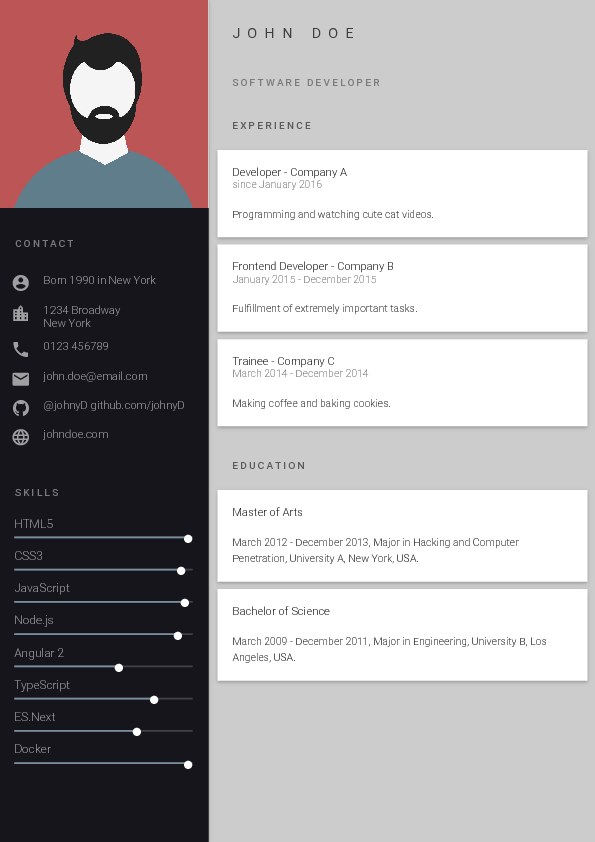 JOHN DOE
SOFTWARE DEVELOPER
EXPERIENCE
Developer - Company A
since January 2016
Programming and watching cute cat videos.
Frontend Developer - Company B
January 2015 - December 2015
Fulfillment of extremely important tasks.
Trainee - Company C
March 2014 - December 2014
Making coffee and baking cookies.
EDUCATION
Master of Arts
March 2012 - December 2013, Major in Hacking and Computer
Penetration, University A, New York, USA.
Bachelor of Science
March 2009 - December 2011, Major in Engineering, University B, Los
Angeles, USA.
CONTACT
Born 1990 in New York
1234 Broadway
New York
0123 456789
john.doe@email.com
@johnyD github.com/johnyD
johndoe.com
SKILLS
HTML5
CSS3
JavaScript
Node.js
Angular 2
TypeScript
ES.Next
Docker